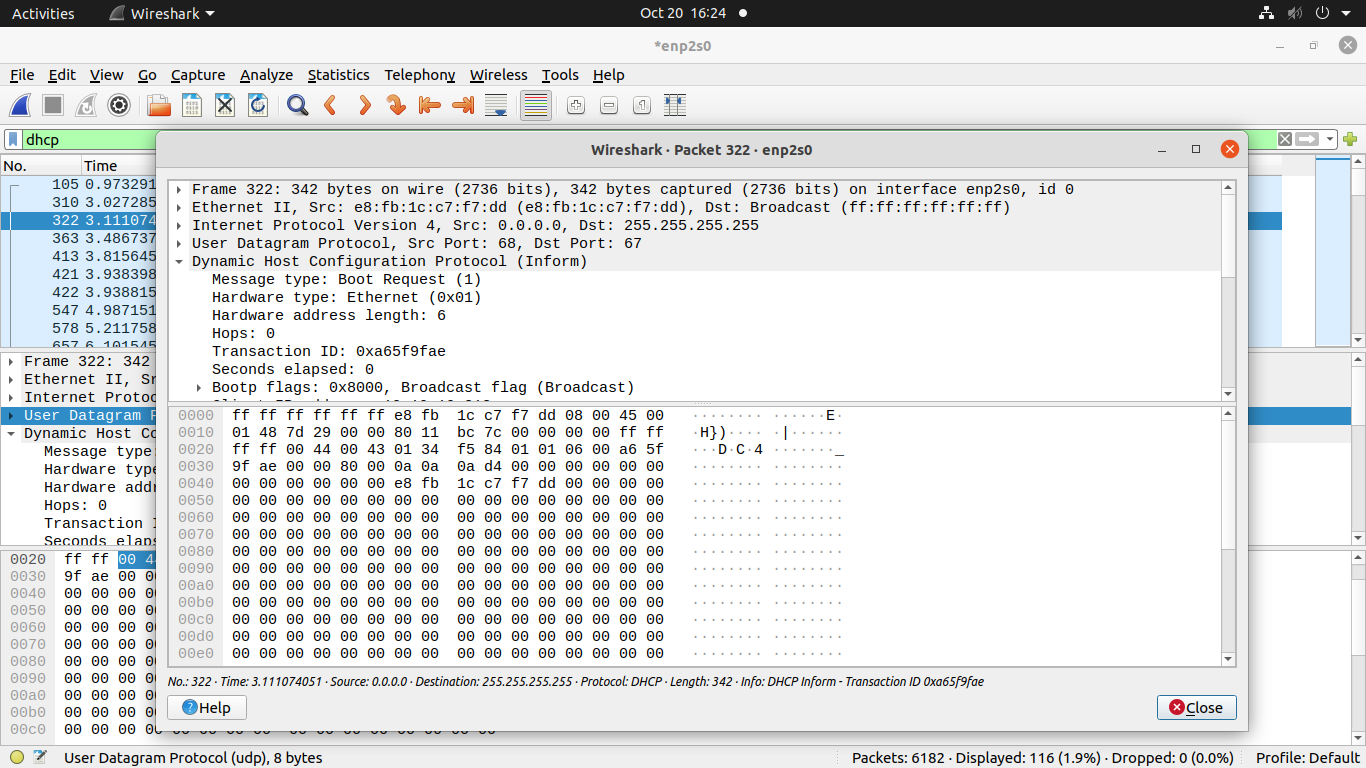 Activities Wireshark Oct 20 16:24
*enp2s0
File Edit View Go Capture Analyze Statistics Telephony Wireless Tools Help
dhcp
Wireshark · Packet 322 · enp2s0
No. Time
105 0.973291
310 3.027285
322 3.111074
363 3.486737
413 3.815645
421 3.938398
422 3.938815
547 4.987151
578 5.211758
657 6.101545
Frame 322: 342 bytes on wire (2736 bits), 342 bytes captured (2736 bits) on interface enp2s0, id 0
Ethernet II, Src: e8:fb:1c:c7:f7:dd (e8:fb:1c:c7:f7:dd), Dst: Broadcast (ff:ff:ff:ff:ff:ff)
Internet Protocol Version 4, Src: 0.0.0.0, Dst: 255.255.255.255
User Datagram Protocol, Src Port: 68, Dst Port: 67
Dynamic Host Configuration Protocol (Inform)
Message type: Boot Request (1)
Hardware type: Ethernet (0x01)
Hardware address length: 6
Hops: 0
Transaction ID: 0xa65f9fae
Seconds elapsed: 0
Bootp flags: 0x8000, Broadcast flag (Broadcast)
0000 ff ff ff ff ff ff e8 fb 1c c7 f7 dd 08 00 45 00 ········ ······E·
0010 01 48 7d 29 00 00 80 11 bc 7c 00 00 00 00 ff ff ·H})···· ·|······
0020 ff ff 00 44 00 43 01 34 f5 84 01 01 06 00 a6 5f ···D·C·4 ·······_
0030 9f ae 00 00 80 00 0a 0a 0a d4 00 00 00 00 00 00 ········ ········
0040 00 00 00 00 00 00 e8 fb 1c c7 f7 dd 00 00 00 00 ········ ········
0050 00 00 00 00 00 00 00 00 00 00 00 00 00 00 00 00 ········ ········
0060 00 00 00 00 00 00 00 00 00 00 00 00 00 00 00 00 ········ ········
0070 00 00 00 00 00 00 00 00 00 00 00 00 00 00 00 00 ········ ········
0080 00 00 00 00 00 00 00 00 00 00 00 00 00 00 00 00 ········ ········
0090 00 00 00 00 00 00 00 00 00 00 00 00 00 00 00 00 ········ ········
00a0 00 00 00 00 00 00 00 00 00 00 00 00 00 00 00 00 ········ ········
00b0 00 00 00 00 00 00 00 00 00 00 00 00 00 00 00 00 ········ ········
00c0 00 00 00 00 00 00 00 00 00 00 00 00 00 00 00 00 ········ ········
00d0 00 00 00 00 00 00 00 00 00 00 00 00 00 00 00 00 ········ ········
00e0 00 00 00 00 00 00 00 00 00 00 00 00 00 00 00 00 ········ ········
No.: 322 · Time: 3.111074051 · Source: 0.0.0.0 · Destination: 255.255.255.255 · Protocol: DHCP · Length: 342 · Info: DHCP Inform - Transaction ID 0xa65f9fae
Help Close
Frame 322: 342
Ethernet II, Sr
Internet Protoc
User Datagram P
Dynamic Host Co
Message type
Hardware type
Hardware addr
Hops: 0
Transaction I
Seconds elaps
0020 ff ff 00 4
0030 9f ae 00 00
0040 00 00 00 00
0050 00 00 00 00
0060 00 00 00 00
0070 00 00 00 00
0080 00 00 00 00
0090 00 00 00 00
00a0 00 00 00 00
00b0 00 00 00 00
00c0 00 00 00 00 00 00 00 00 00 00 00 00 00 00 00 00
User Datagram Protocol (udp), 8 bytes Packets: 6182 · Displayed: 116 (1.9%) · Dropped: 0 (0.0%) Profile: Default